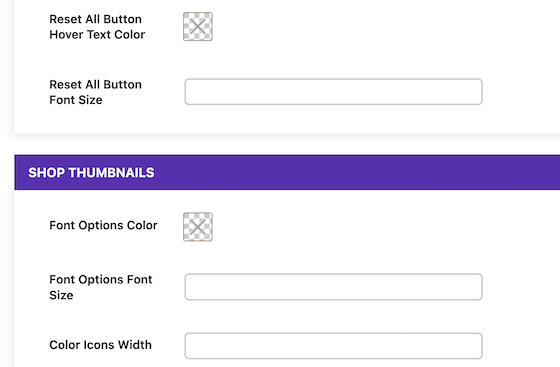 Reset All Button
Hover Text Color
Reset All Button
Font Size
SHOP THUMBNAILS
Font Options Color
Font Options Font
Size
Color Icons Width